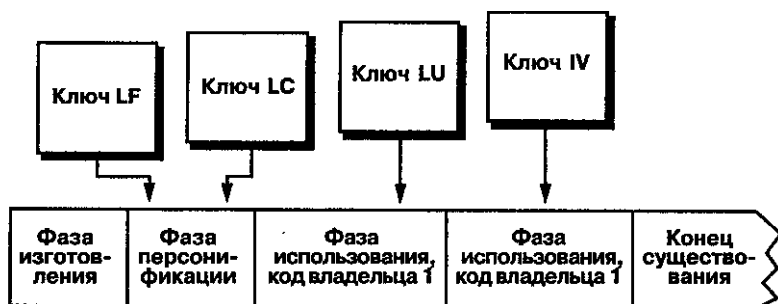 Ключ LF
Ключ LC
Ключ LU
Ключ IV
Фаза
изготов-
ления
Фаза
персони-
фикации
Фаза
использования,
код владельца 1
Фаза
использования,
код владельца 1
Конец
существо-
вания